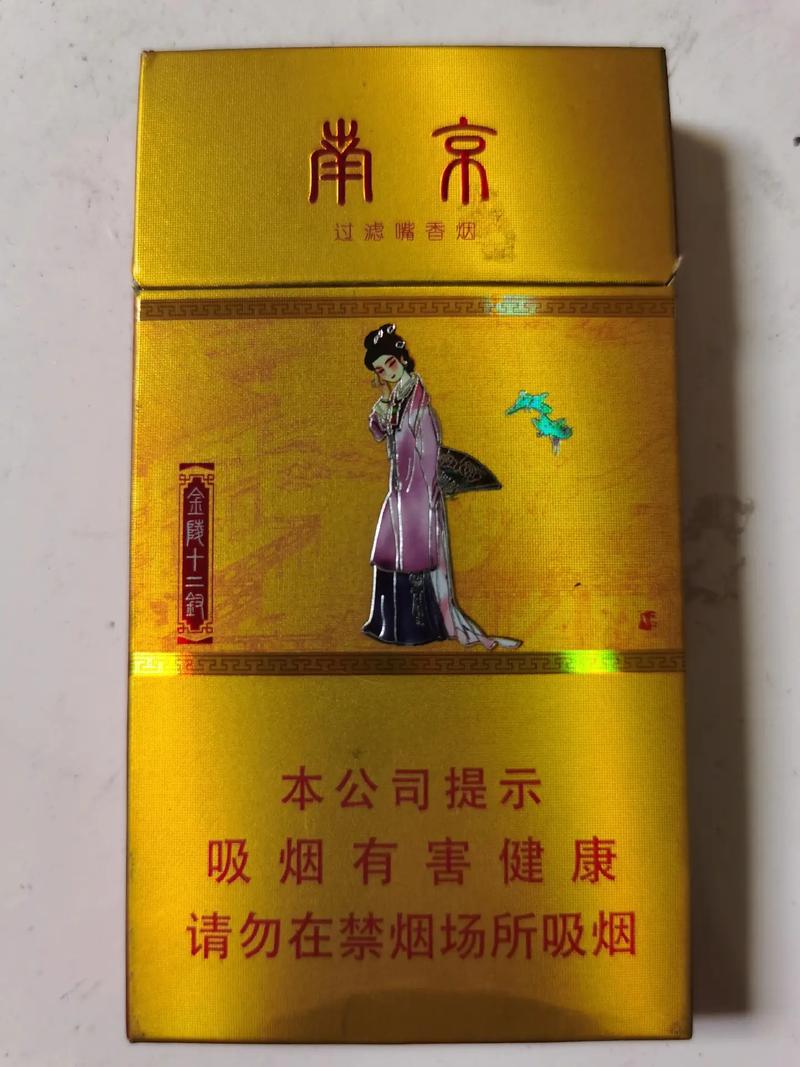 南京
过滤嘴香烟
金陵十二钗
本公司提示
吸烟有害健康
请勿在禁烟场所吸烟